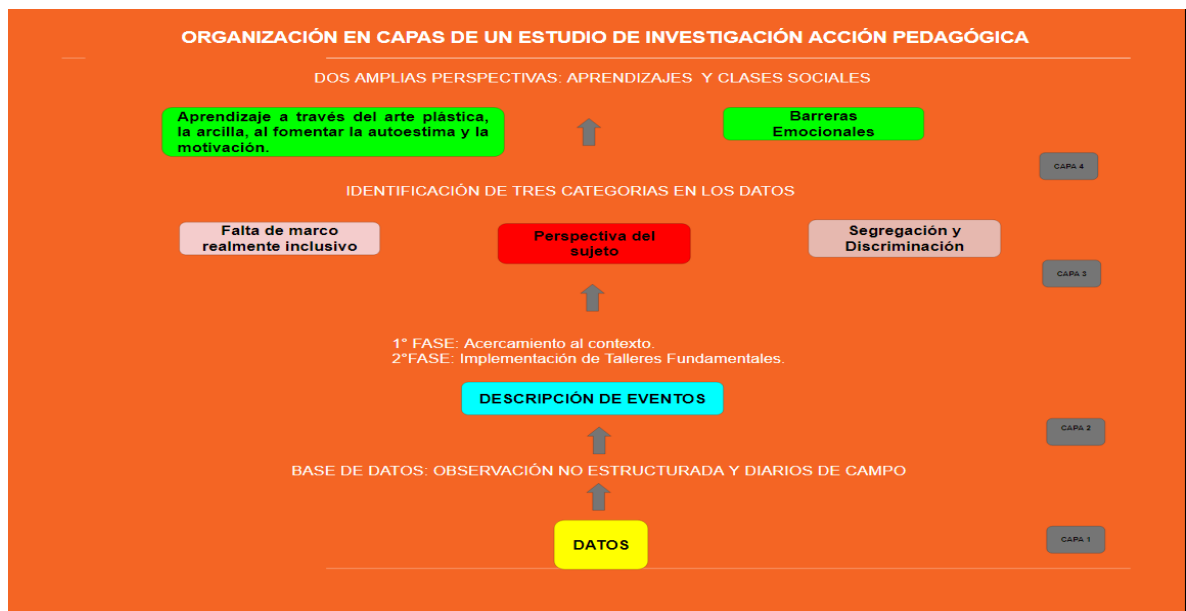 ORGANIZACIÓN EN CAPAS DE UN ESTUDIO DE INVESTIGACIÓN ACCIÓN PEDAGÓGICA
DOS AMPLIAS PERSPECTIVAS: APRENDIZAJES Y CLASES SOCIALES
Aprendizaje a través del arte plástica,
la arcilla, al fomentar la autoestima y la
motivación.
Barreras
Emocionales
CAPA 4
IDENTIFICACIÓN DE TRES CATEGORIAS EN LOS DATOS
Falta de marco
realmente inclusivo
Perspectiva del
sujeto
Segregación y
Discriminación
CAPA 3
1° FASE: Acercamiento al contexto.
2°FASE: Implementación de Talleres Fundamentales.
DESCRIPCIÓN DE EVENTOS
CAPA 2
BASE DE DATOS: OBSERVACIÓN NO ESTRUCTURADA Y DIARIOS DE CAMPO
DATOS
CAPA 1